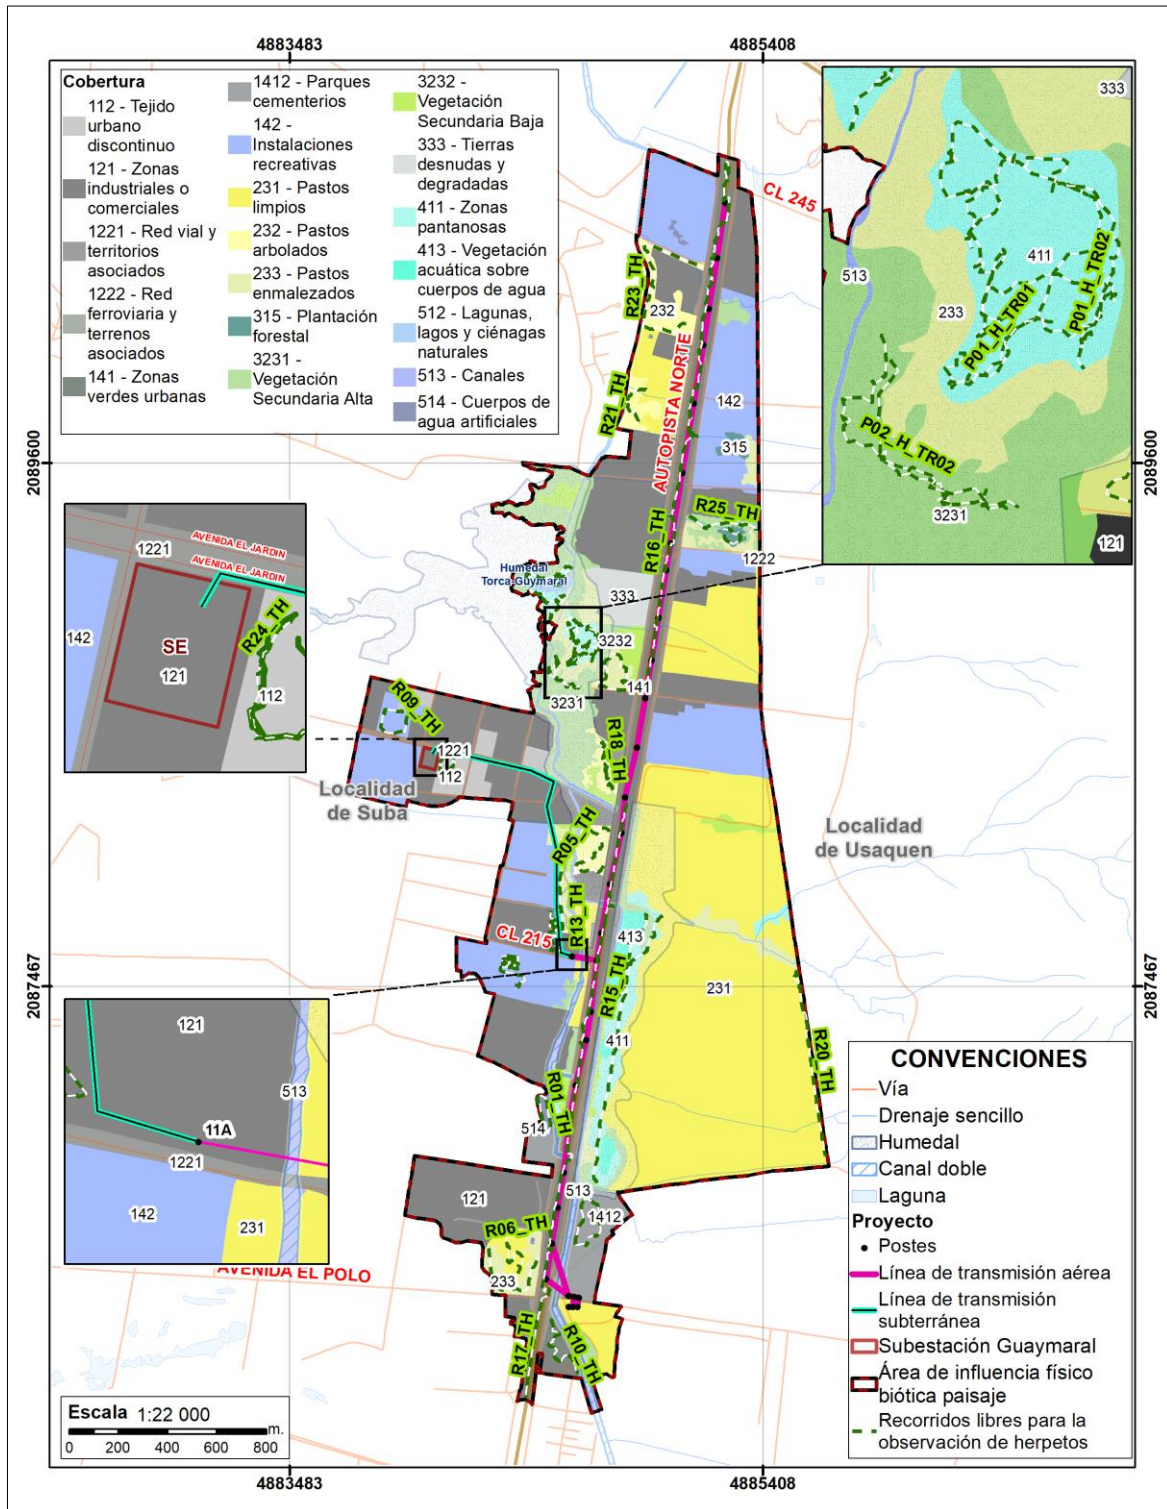 4883483
4885408
Cobertura
112 - Tejido
urbano
discontinuo
121 - Zonas
industriales o
comerciales
1221 - Red vial y
territorios
asociados
1222 - Red
ferroviaria y
terrenos
asociados
141 - Zonas
verdes urbanas
1412 - Parques
cementerios
142 -
Instalaciones
recreativas
231 - Pastos
limpios
232 - Pastos
arbolados
233 - Pastos
enmalezados
315 - Plantación
forestal
3231 -
Vegetación
Secundaria Alta
3232 -
Vegetación
Secundaria Baja
333 - Tierras
desnudas y
degradadas
411 - Zonas
pantanosas
413 - Vegetación
acuática sobre
cuerpos de agua
512 - Lagunas,
lagos y ciénagas
naturales
513 - Canales
514 - Cuerpos de
agua artificiales
333
411
513
233
P01_H_TR01
P01_H_TR02
P02_H_TR02
3231
121
CL 245
R23_TH
232
R21_TH
AUTOPISTA NORTE
142
315
2089600
2089600
R25_TH
R16_TH
1222
Humedal
Torca-Guymaral
333
3232
141
3231
AVENIDA EL JARDIN
1221
AVENIDA EL JARDIN
R24_TH
142
SE
121
112
R09_TH
1221
112
R18_TH
Localidad
de Suba
Localidad
de Usaquen
R05_TH
R13_TH
CL 215
413
R15_TH
231
2087467
2087467
411
R20_TH
R01_TH
514
121
513
1412
R06_TH
233
AVENIDA EL POLO
R17_TH
R10_TH
121
513
11A
1221
142
231
CONVENCIONES
Vía
Drenaje sencillo
Humedal
Canal doble
Laguna
Proyecto
Postes
Línea de transmisión aérea
Línea de transmisión
subterránea
Subestación Guaymaral
Área de influencia físico
biótica paisaje
Recorridos libres para la
observación de herpetos
Escala 1:22 000
m.
0 200 400 600 800
4883483
4885408